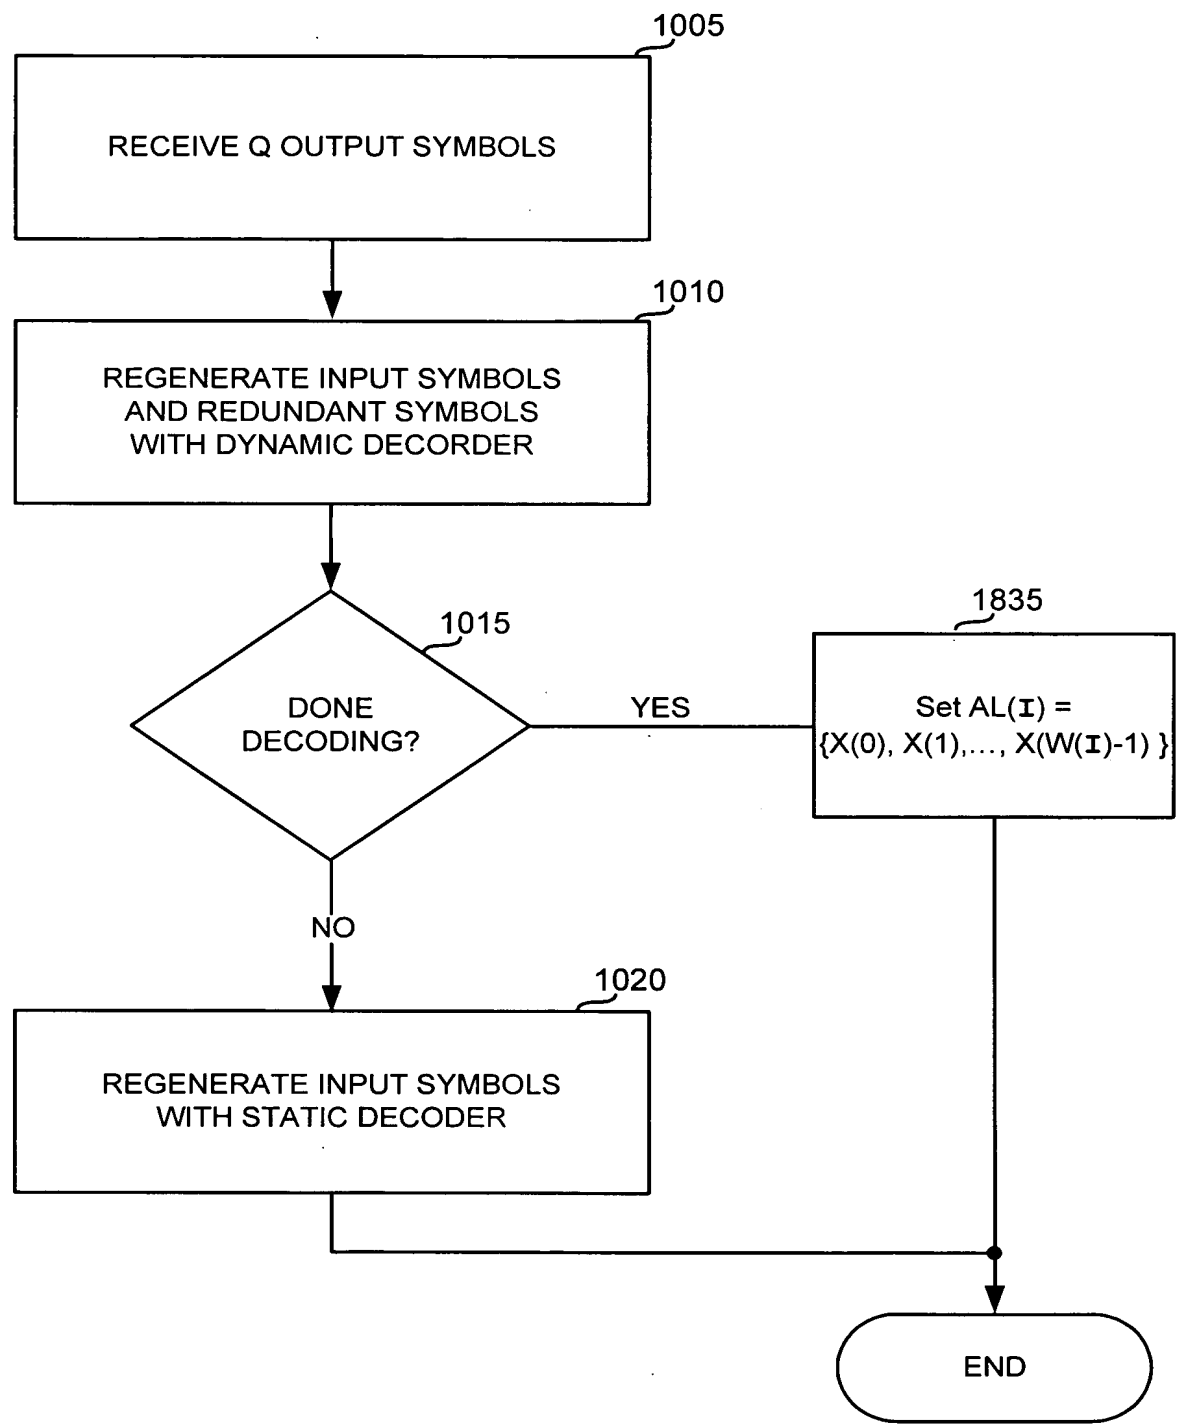 1005
RECEIVE Q OUTPUT SYMBOLS
1010
REGENERATE INPUT SYMBOLS
AND REDUNDANT SYMBOLS
WITH DYNAMIC DECORDER
1015
DONE
DECODING?
YES
1835
Set AL(I) =
{X(0), X(1),..., X(W(I)-1) }
NO
1020
REGENERATE INPUT SYMBOLS
WITH STATIC DECODER
END